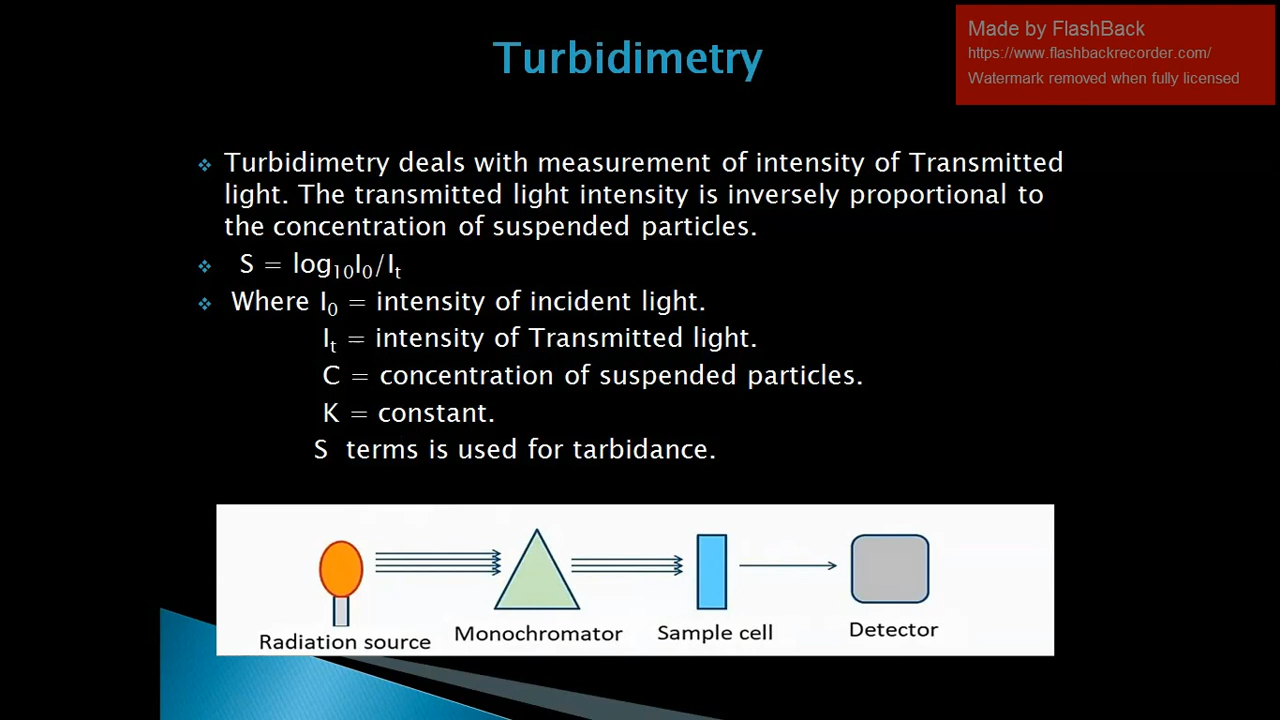 Turbidimetry
Made by FlashBack
https://www.flashbackrecorder.com/
Watermark removed when fully licensed
❖ Turbidimetry deals with measurement of intensity of Transmitted
light. The transmitted light intensity is inversely proportional to
the concentration of suspended particles.
❖ S = log₁₀I₀/Iₜ
❖ Where I₀ = intensity of incident light.
Iₜ = intensity of Transmitted light.
C = concentration of suspended particles.
K = constant.
S terms is used for tarbidance.
Radiation source
Monochromator
Sample cell
Detector